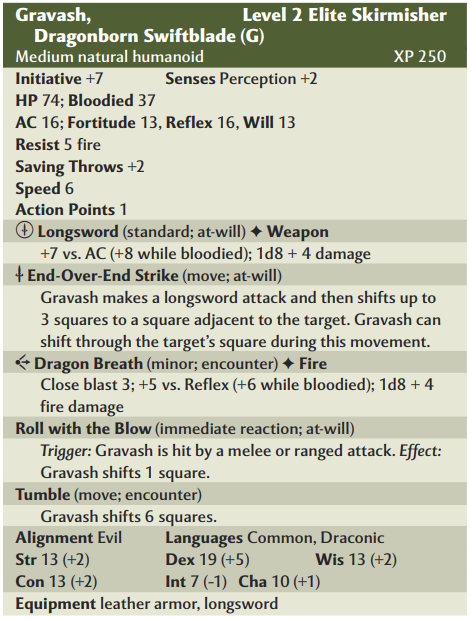 Gravash, Level 2 Elite Skirmisher
Dragonborn Swiftblade (G)
Medium natural humanoid XP 250
Initiative +7 Senses Perception +2
HP 74; Bloodied 37
AC 16; Fortitude 13, Reflex 16, Will 13
Resist 5 fire
Saving Throws +2
Speed 6
Action Points 1
Longsword (standard; at-will) ✦ Weapon
+7 vs. AC (+8 while bloodied); 1d8 + 4 damage
End-Over-End Strike (move; at-will)
Gravash makes a longsword attack and then shifts up to
3 squares to a square adjacent to the target. Gravash can
shift through the target’s square during this movement.
Dragon Breath (minor; encounter) ✦ Fire
Close blast 3; +5 vs. Reflex (+6 while bloodied); 1d8 + 4
fire damage
Roll with the Blow (immediate reaction; at-will)
Trigger: Gravash is hit by a melee or ranged attack. Effect:
Gravash shifts 1 square.
Tumble (move; encounter)
Gravash shifts 6 squares.
Alignment Evil Languages Common, Draconic
Str 13 (+2) Dex 19 (+5) Wis 13 (+2)
Con 13 (+2) Int 7 (-1) Cha 10 (+1)
Equipment leather armor, longsword